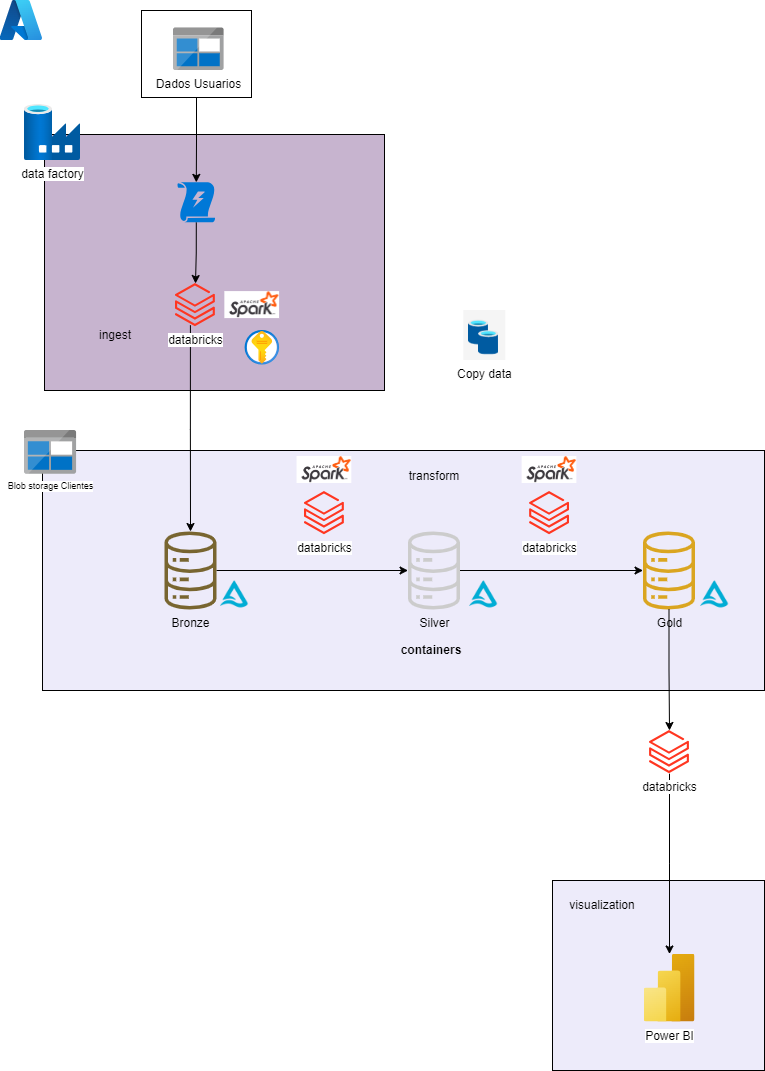 Dados Usuarios
data factory
APACHE
Spark
ingest
databricks
Copy data
Blob storage Clientes
APACHE
Spark
transform
APACHE
Spark
databricks
databricks
Bronze
Silver
Gold
containers
databricks
visualization
Power BI